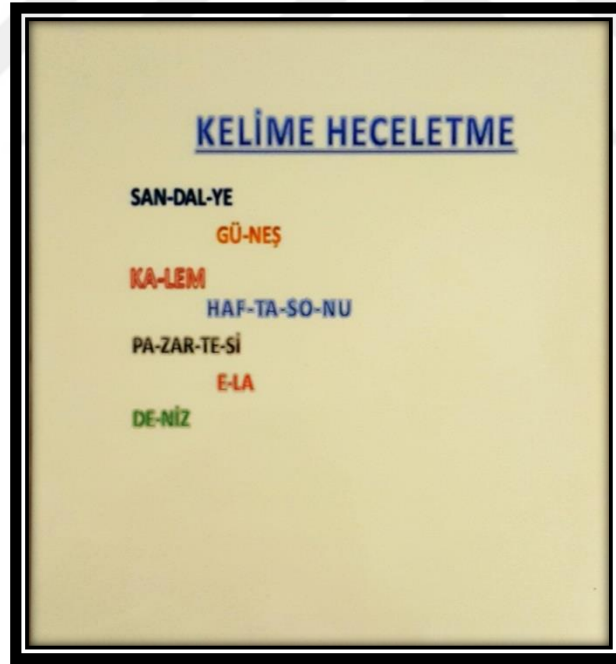 KELİME HECELETME
SAN-DAL-YE
GÜ-NEŞ
KA-LEM
HAF-TA-SO-NU
PA-ZAR-TE-Sİ
E-LA
DE-NİZ